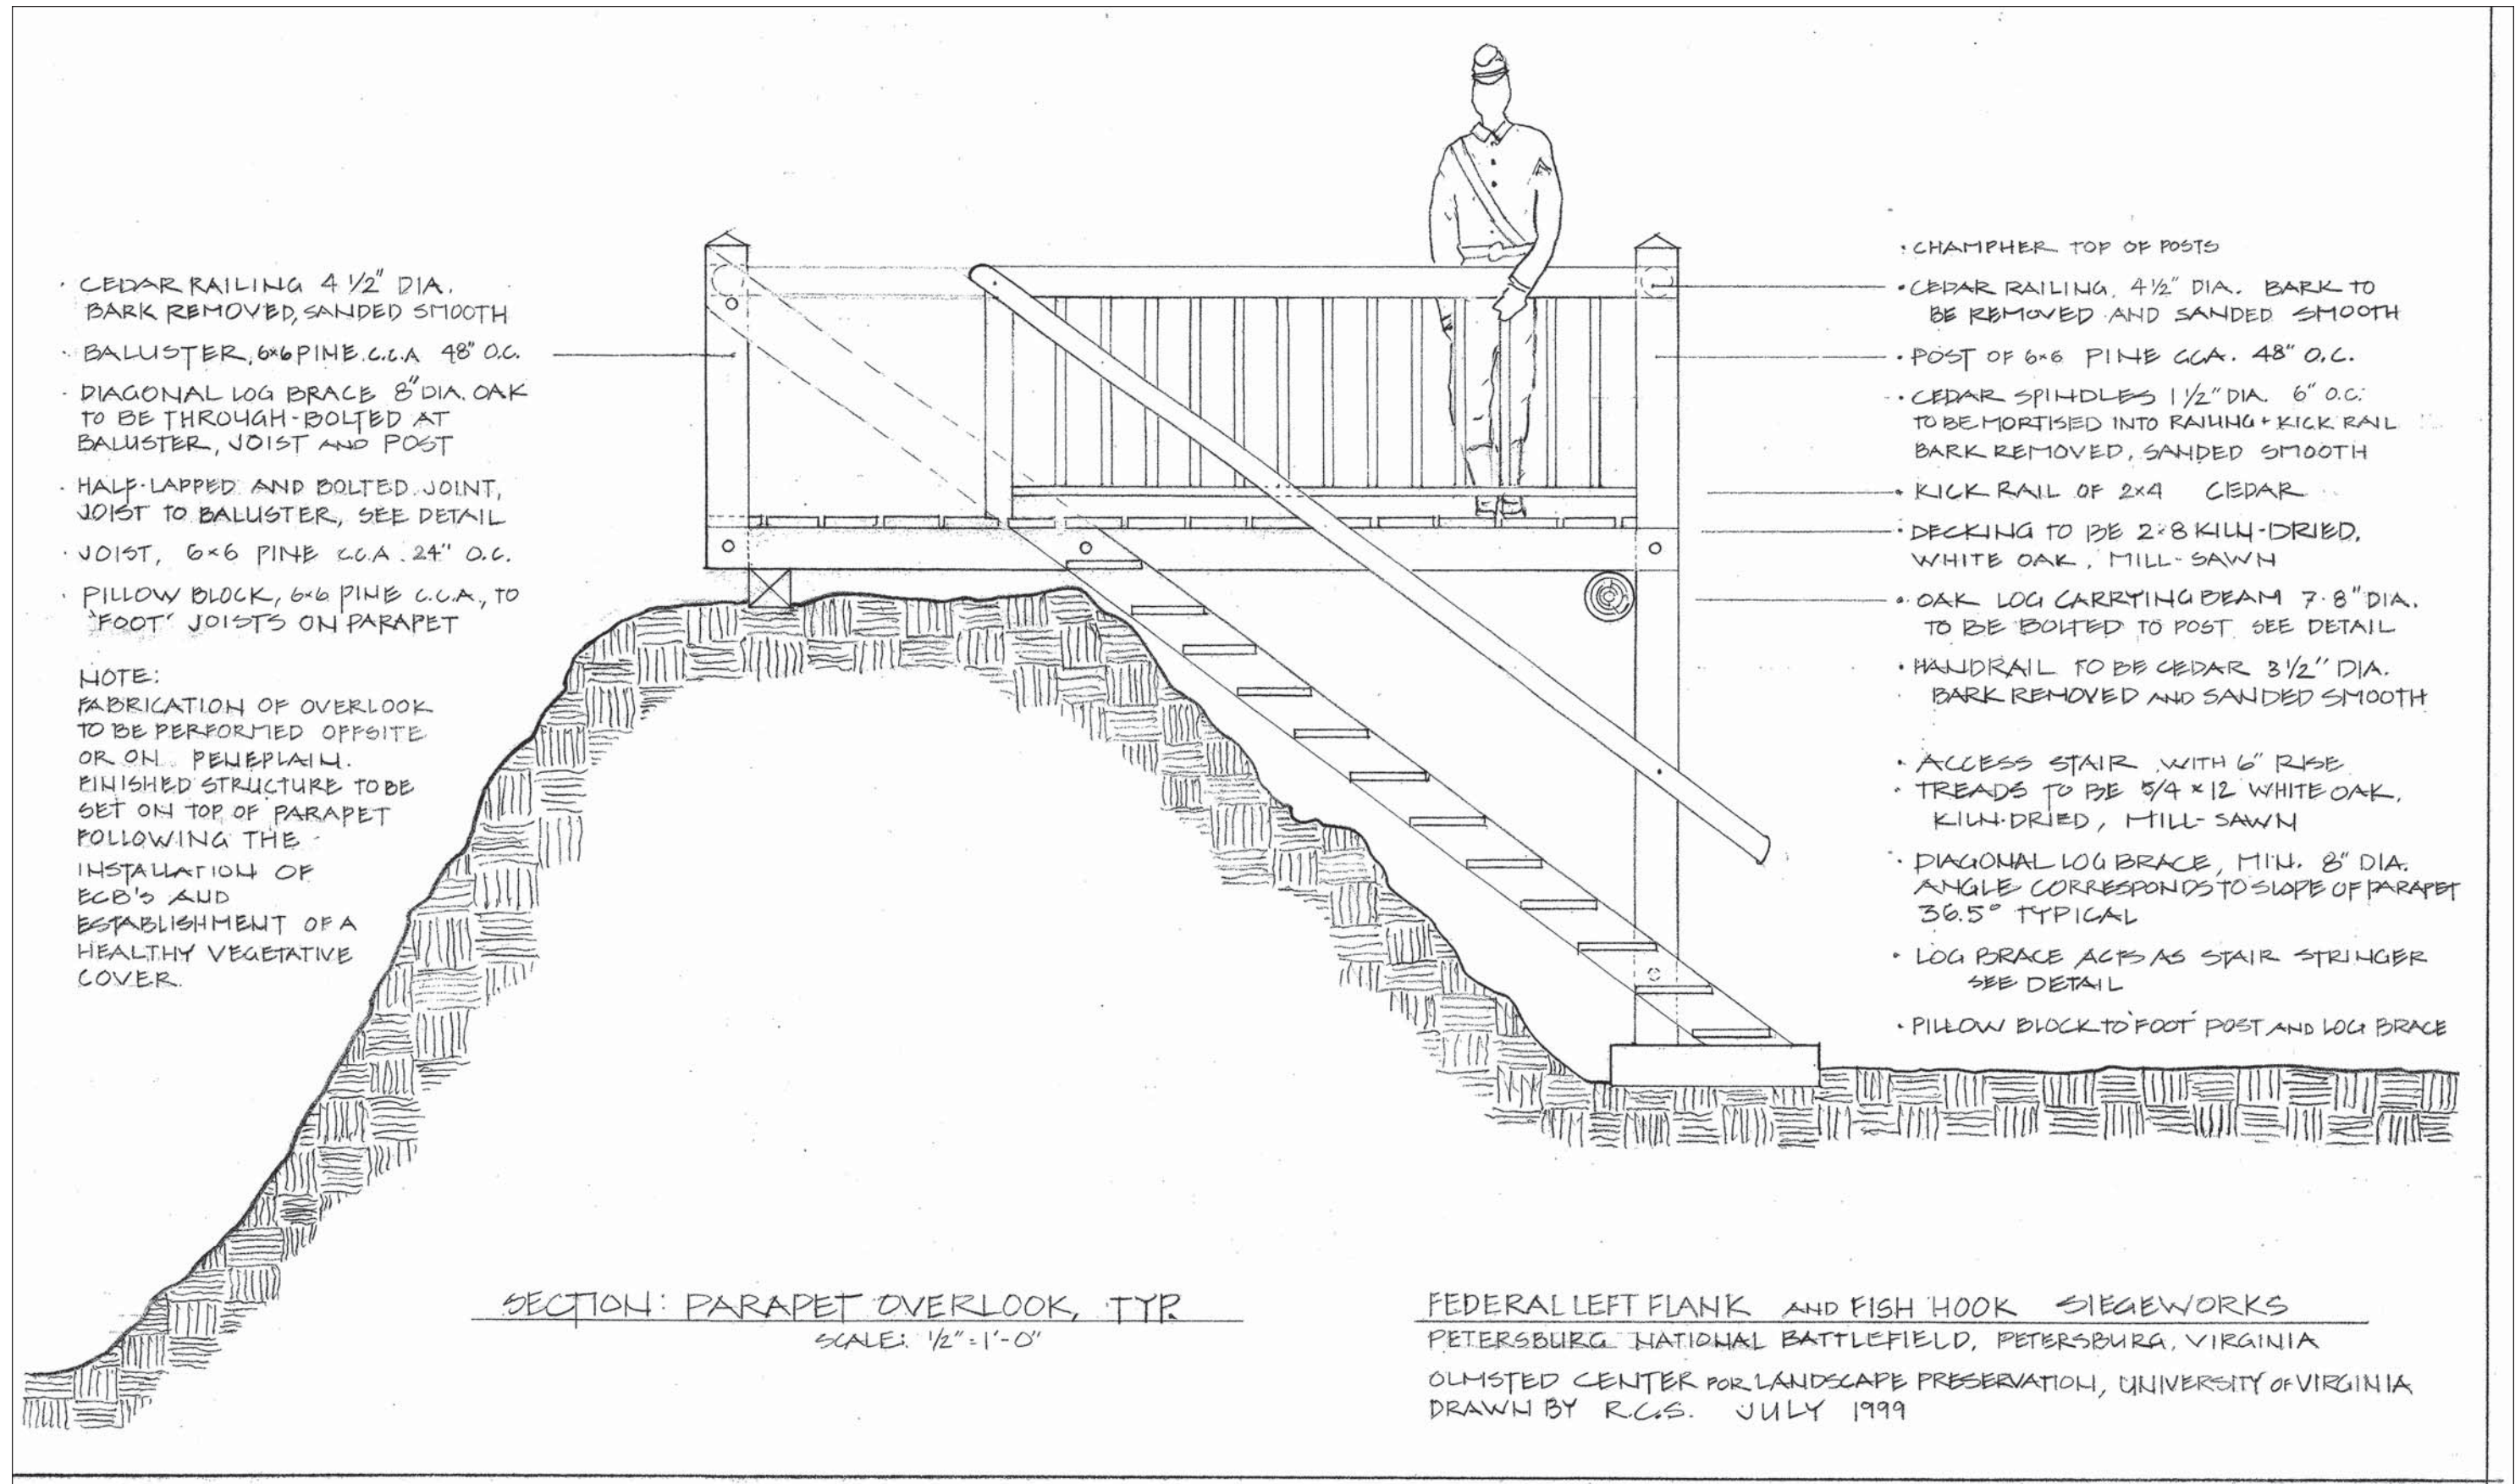 · CEDAR RAILING 4 1/2" DIA.
BARK REMOVED, SANDED SMOOTH
· BALUSTER, 6×6 PINE C.C.A 48" O.C.
· DIAGONAL LOG BRACE 8" DIA. OAK
TO BE THROUGH-BOLTED AT
BALUSTER, JOIST AND POST
· HALF-LAPPED AND BOLTED JOINT,
JOIST TO BALUSTER, SEE DETAIL
· JOIST, 6×6 PINE C.C.A. 24" O.C.
· PILLOW BLOCK, 6×6 PINE C.C.A., TO
"FOOT" JOISTS ON PARAPET
NOTE:
FABRICATION OF OVERLOOK
TO BE PERFORMED OFFSITE
OR ON PENEPLAIN.
FINISHED STRUCTURE TO BE
SET ON TOP OF PARAPET
FOLLOWING THE
INSTALLATION OF
ECB'S AND
ESTABLISHMENT OF A
HEALTHY VEGETATIVE
COVER.
· CHAMPHER TOP OF POSTS
· CEDAR RAILING, 4 1/2" DIA. BARK TO
BE REMOVED AND SANDED SMOOTH
· POST OF 6×6 PINE CCA. 48" O.C.
· CEDAR SPINDLES 1 1/2" DIA. 6" O.C.
TO BE MORTISED INTO RAILING + KICK RAIL
BARK REMOVED, SANDED SMOOTH
· KICK RAIL OF 2×4 CEDAR
· DECKING TO BE 2×8 KILN-DRIED,
WHITE OAK, MILL-SAWN
· OAK LOG CARRYING BEAM 7-8" DIA.
TO BE BOLTED TO POST SEE DETAIL
· HANDRAIL TO BE CEDAR 3 1/2" DIA.
BARK REMOVED AND SANDED SMOOTH
· ACCESS STAIR WITH 6" RISE
· TREADS TO BE 5/4 × 12 WHITE OAK,
KILN-DRIED, MILL-SAWN
· DIAGONAL LOG BRACE, MIN. 8" DIA.
ANGLE CORRESPONDS TO SLOPE OF PARAPET
36.5° TYPICAL
· LOG BRACE ACTS AS STAIR STRINGER
SEE DETAIL
· PILLOW BLOCK TO 'FOOT' POST AND LOG BRACE
SECTION: PARAPET OVERLOOK, TYP.
SCALE: 1/2" = 1'-0"
FEDERAL LEFT FLANK AND FISH HOOK SIEGEWORKS
PETERSBURG NATIONAL BATTLEFIELD, PETERSBURG, VIRGINIA
OLMSTED CENTER FOR LANDSCAPE PRESERVATION, UNIVERSITY OF VIRGINIA
DRAWN BY R.C.S. JULY 1999